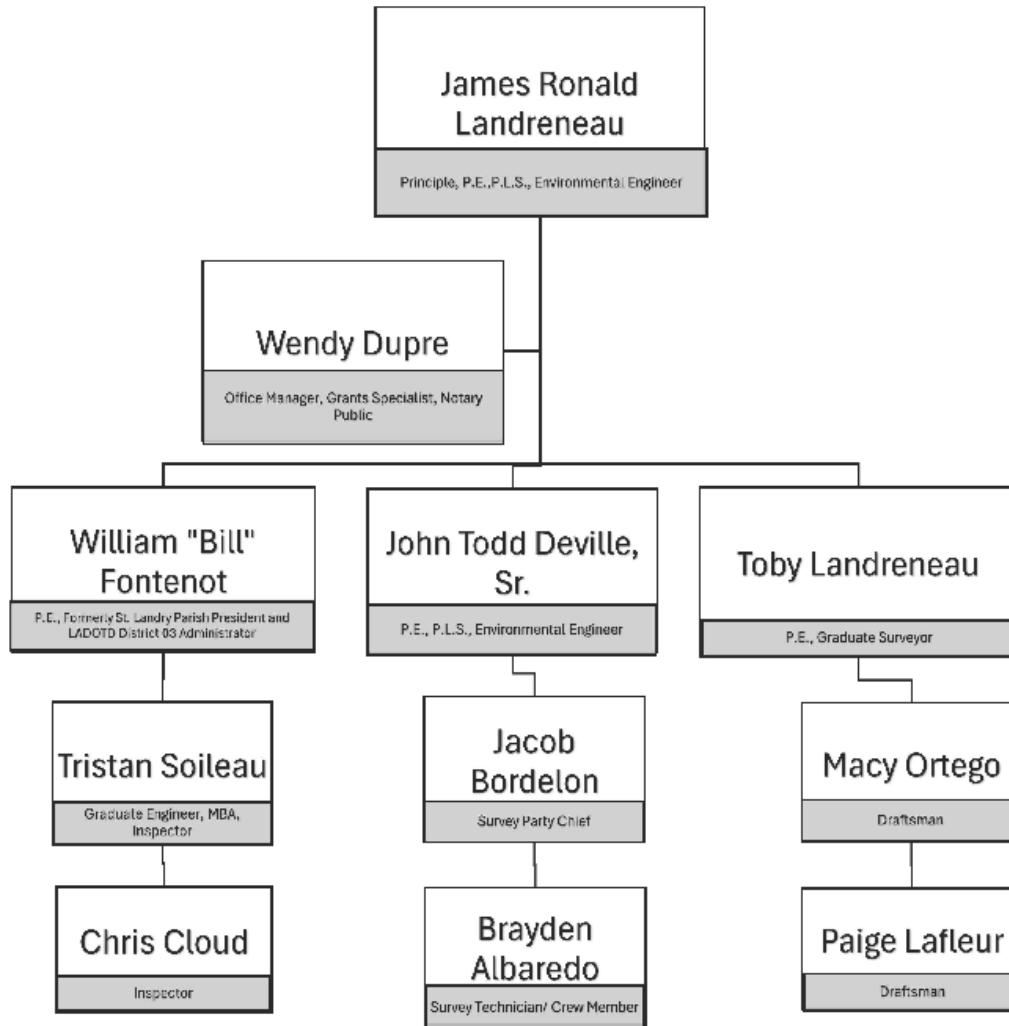 James Ronald
Landreneau
Principle, P.E.,P.L.S., Environmental Engineer
Wendy Dupre
Office Manager, Grants Specialist, Notary
Public
William "Bill"
Fontenot
P.E., Formerly St. Landry Parish President and
LADOTD District 03 Administrator
John Todd Deville,
Sr.
P.E., P.L.S., Environmental Engineer
Toby Landreneau
P.E., Graduate Surveyor
Tristan Soileau
Graduate Engineer, MBA,
Inspector
Jacob
Bordelon
Survey Party Chief
Macy Ortego
Draftsman
Chris Cloud
Inspector
Brayden
Albaredo
Survey Technician/ Crew Member
Paige Lafleur
Draftsman